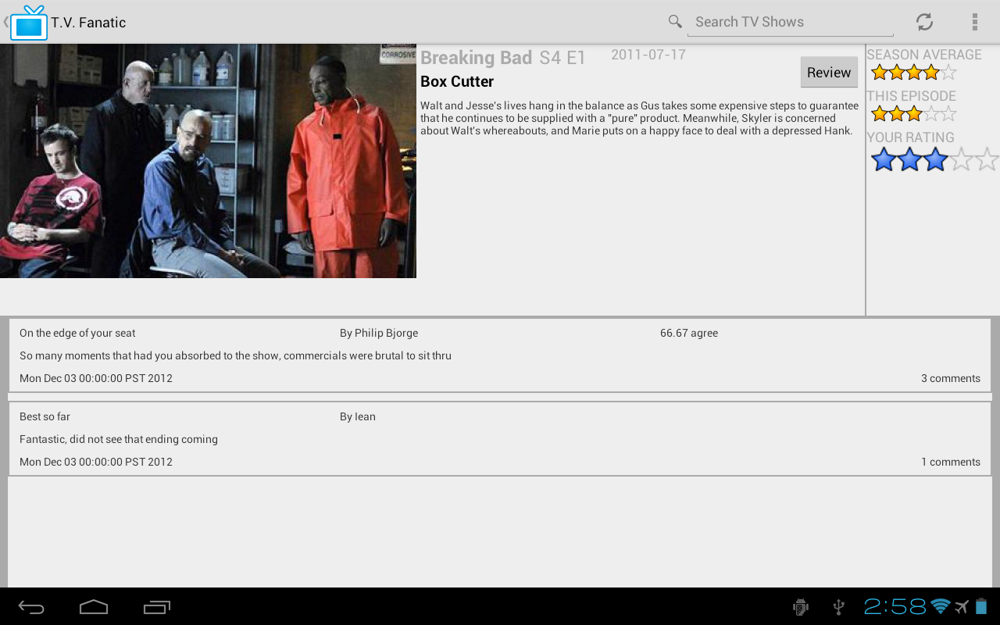 T.V. Fanatic
Search TV Shows
CORROSIVE
Breaking Bad S4 E1
2011-07-17
Review
Box Cutter
Walt and Jesse's lives hang in the balance as Gus takes some expensive steps to guarantee
that he continues to be supplied with a "pure" product. Meanwhile, Skyler is concerned
about Walt's whereabouts, and Marie puts on a happy face to deal with a depressed Hank.
SEASON AVERAGE
THIS EPISODE
YOUR RATING
On the edge of your seat
By Philip Bjorge
66.67 agree
So many moments that had you absorbed to the show, commercials were brutal to sit thru
Mon Dec 03 00:00:00 PST 2012
3 comments
Best so far
By Iean
Fantastic, did not see that ending coming
Mon Dec 03 00:00:00 PST 2012
1 comments
2:58